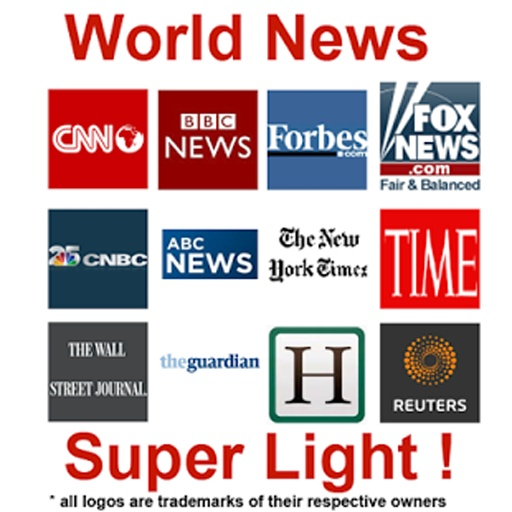 World News
CNN
BBC
NEWS
Forbes
.com
FOX
NEWS
.com
Fair & Balanced
25 CNBC
ABC
NEWS
The New
York Times
TIME
THE WALL
STREET JOURNAL.
theguardian
H
REUTERS
Super Light !
* all logos are trademarks of their respective owners